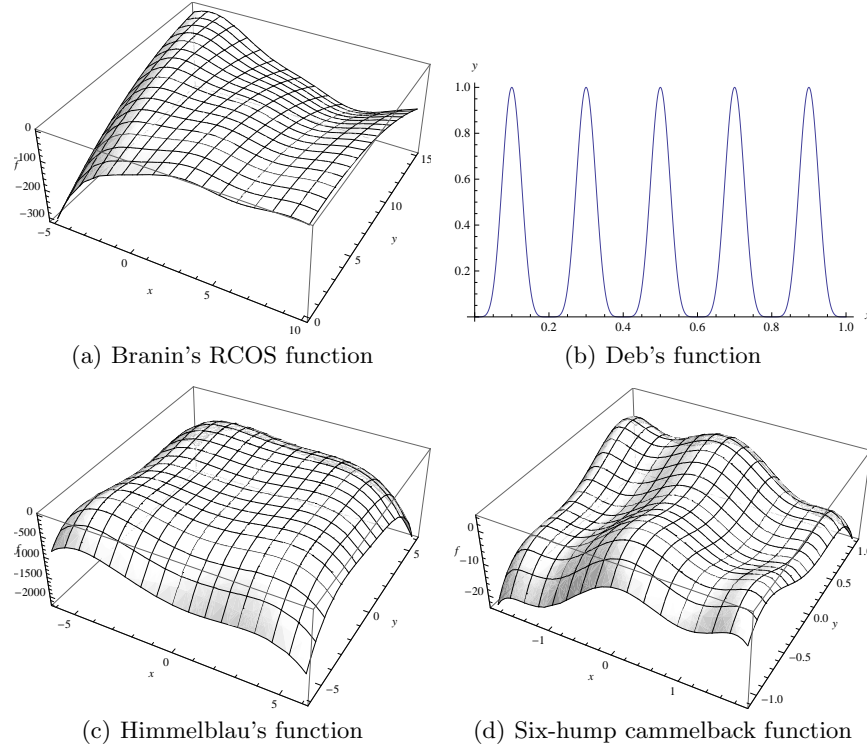 0
-100
f
-200
-300
-5
0
x
5
10
0
5
y
10
15
(a) Branin's RCOS function
y
1.0
0.8
0.6
0.4
0.2
0.2
0.4
0.6
0.8
1.0
x
(b) Deb's function
0
-500
f
-1000
-1500
-2000
-5
0
x
5
-5
0
y
5
(c) Himmelblau's function
0
f
-10
-20
-1
0
x
1
-1.0
-0.5
0.0
y
0.5
1.0
(d) Six-hump cammelback function